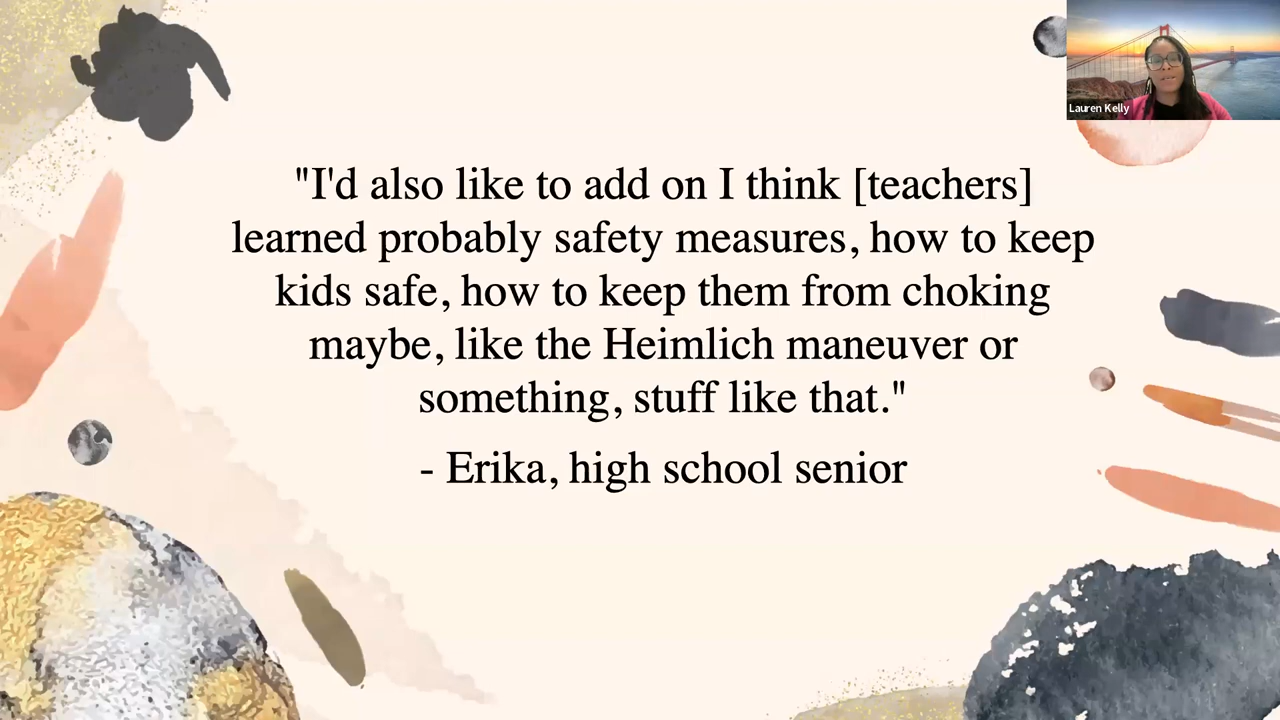 Lauren Kelly
"I'd also like to add on I think [teachers]
learned probably safety measures, how to keep
kids safe, how to keep them from choking
maybe, like the Heimlich maneuver or
something, stuff like that."
- Erika, high school senior